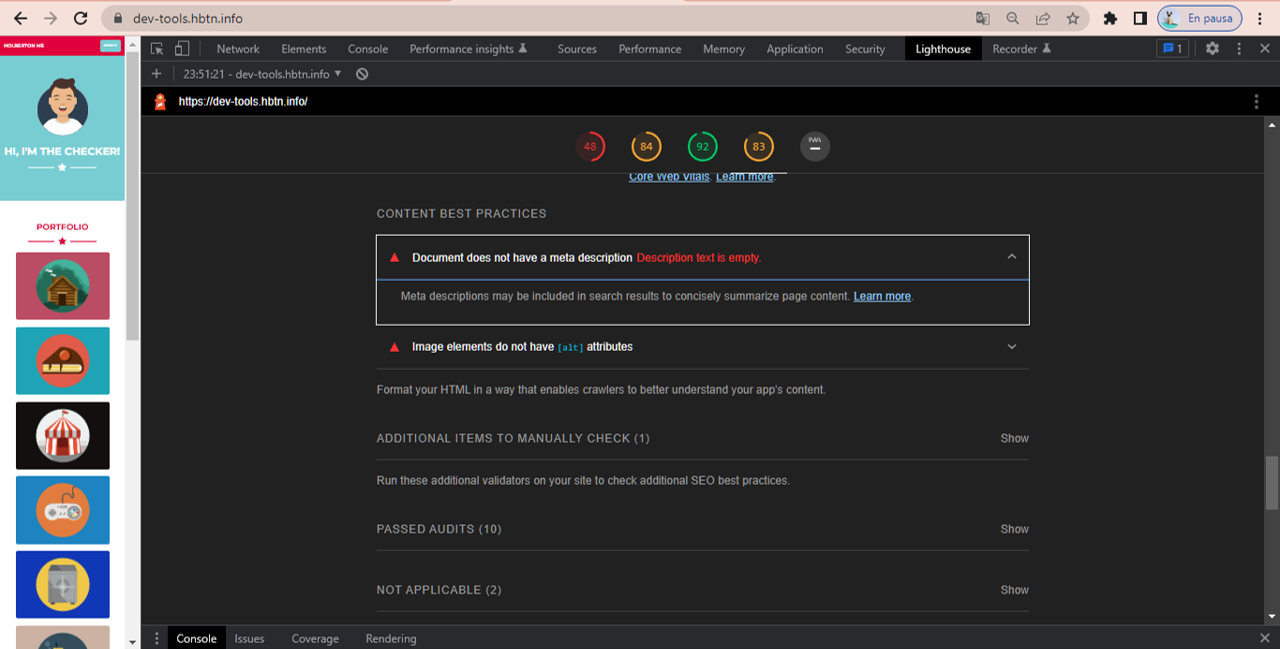 dev-tools.hbtn.info
En pausa
HOLBERTON ME
Network Elements Console Performance insights Sources Performance Memory Application Security Lighthouse Recorder 1
23:51:21 - dev-tools.hbtn.info
https://dev-tools.hbtn.info/
48 84 92 83 PWA
HI, I'M THE CHECKER!
PORTFOLIO
Core Web Vitals. Learn more.
CONTENT BEST PRACTICES
Document does not have a meta description Description text is empty.
Meta descriptions may be included in search results to concisely summarize page content. Learn more.
Image elements do not have [alt] attributes
Format your HTML in a way that enables crawlers to better understand your app's content.
ADDITIONAL ITEMS TO MANUALLY CHECK (1) Show
Run these additional validators on your site to check additional SEO best practices.
PASSED AUDITS (10) Show
NOT APPLICABLE (2) Show
Console Issues Coverage Rendering